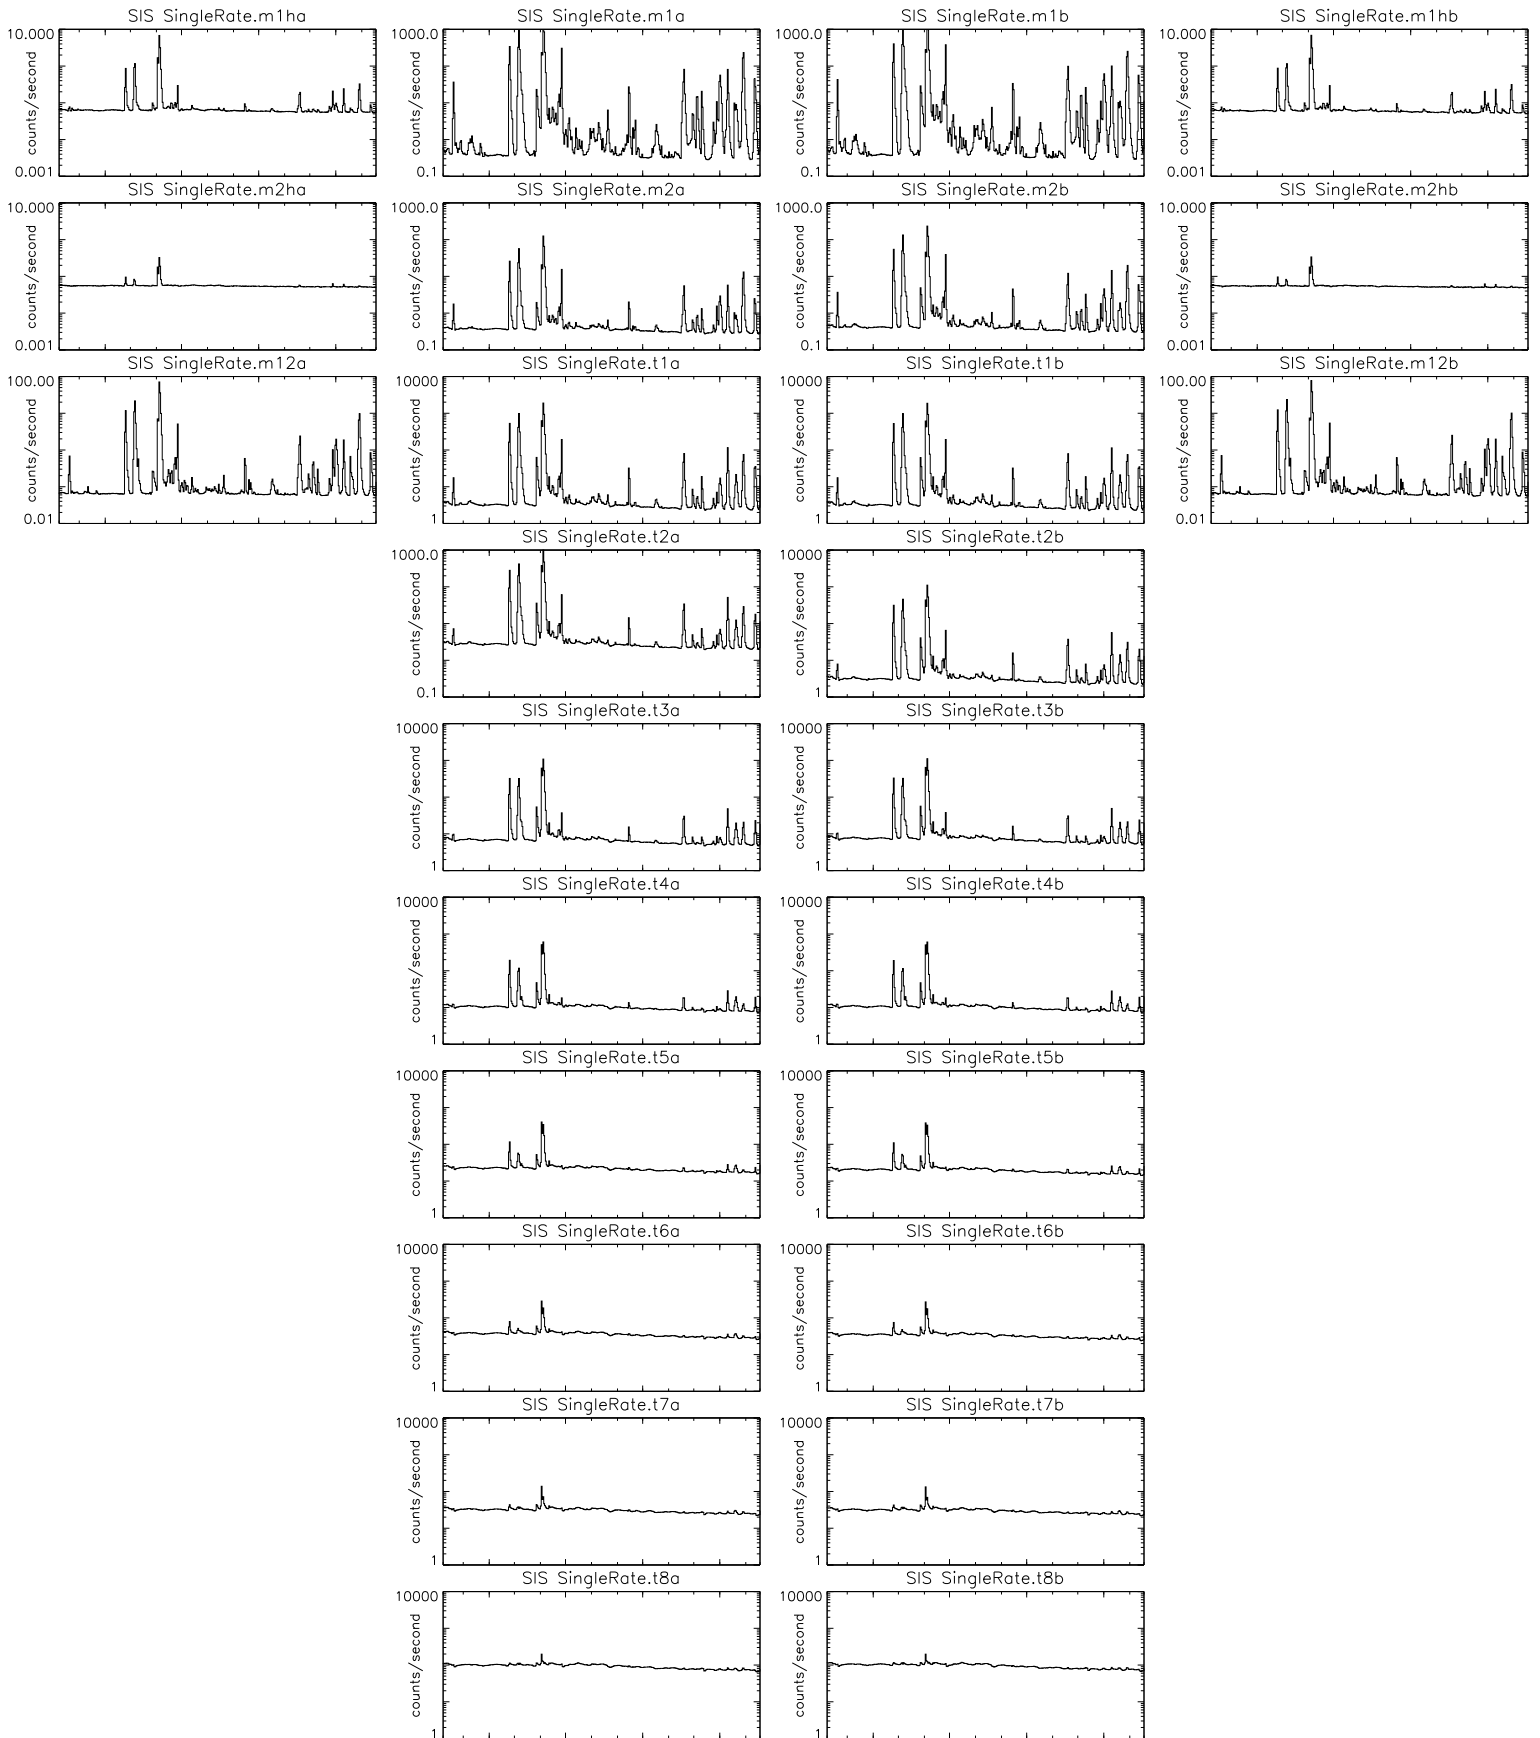 SIS SingleRate.m1ha SIS SingleRate.m1a SIS SingleRate.m1b SIS SingleRate.m1hb
10.000 1000.0 1000.0 10.000
counts/second counts/second counts/second counts/second
0.001 0.1 0.1 0.001
SIS SingleRate.m2ha SIS SingleRate.m2a SIS SingleRate.m2b SIS SingleRate.m2hb
10.000 1000.0 1000.0 10.000
counts/second counts/second counts/second counts/second
0.001 0.1 0.1 0.001
SIS SingleRate.m12a SIS SingleRate.t1a SIS SingleRate.t1b SIS SingleRate.m12b
100.00 10000 10000 100.00
counts/second counts/second counts/second counts/second
0.01 1 1 0.01
SIS SingleRate.t2a SIS SingleRate.t2b
1000.0 10000
counts/second counts/second
0.1 1
SIS SingleRate.t3a SIS SingleRate.t3b
10000 10000
counts/second counts/second
1 1
SIS SingleRate.t4a SIS SingleRate.t4b
10000 10000
counts/second counts/second
1 1
SIS SingleRate.t5a SIS SingleRate.t5b
10000 10000
counts/second counts/second
1 1
SIS SingleRate.t6a SIS SingleRate.t6b
10000 10000
counts/second counts/second
1 1
SIS SingleRate.t7a SIS SingleRate.t7b
10000 10000
counts/second counts/second
1 1
SIS SingleRate.t8a SIS SingleRate.t8b
10000 10000
counts/second counts/second
1 1